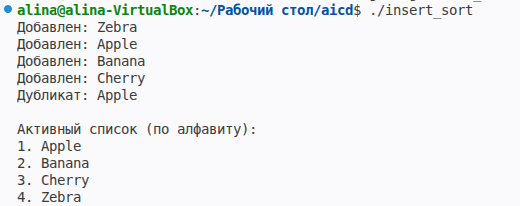 alina@alina-VirtualBox:~/Рабочий стол/aicd$ ./insert_sort
Добавлен: Zebra
Добавлен: Apple
Добавлен: Banana
Добавлен: Cherry
Дубликат: Apple

Активный список (по алфавиту):
1. Apple
2. Banana
3. Cherry
4. Zebra